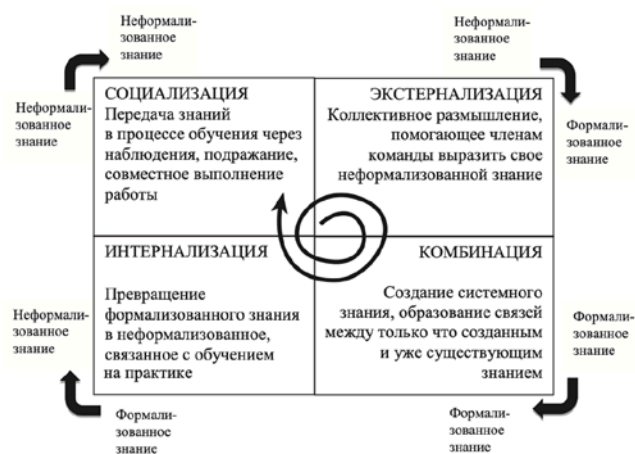 Неформали-
зованное
знание
Неформали-
зованное
знание
Неформали-
зованное
знание
Формали-
зованное
знание
СОЦИАЛИЗАЦИЯ
Передача знаний
в процессе обучения через
наблюдения, подражание,
совместное выполнение
работы
ЭКСТЕРНАЛИЗАЦИЯ
Коллективное размышление,
помогающее членам
команды выразить свое
неформализованной знание
ИНТЕРНАЛИЗАЦИЯ
Превращение
формализованного знания
в неформализованное,
связанное с обучением
на практике
КОМБИНАЦИЯ
Создание системного
знания, образование связей
между только что созданным
и уже существующим
знанием
Неформали-
зованное
знание
Формали-
зованное
знание
Формали-
зованное
знание
Формали-
зованное
знание